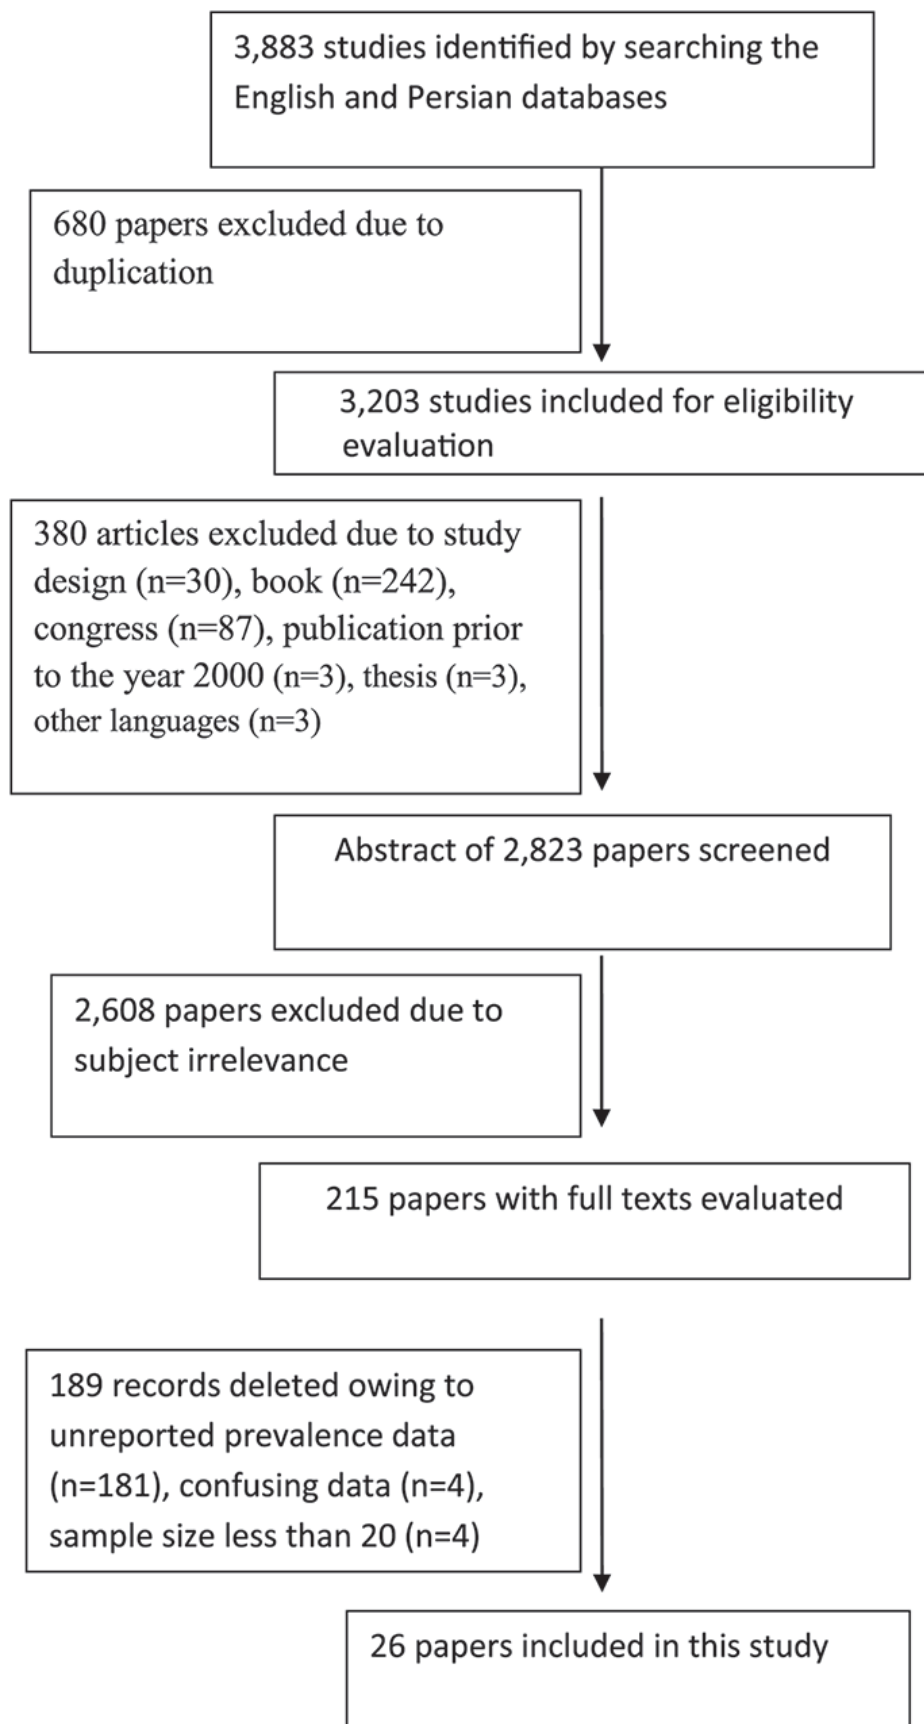 3,883 studies identified by searching the
English and Persian databases
680 papers excluded due to
duplication
3,203 studies included for eligibility
evaluation
380 articles excluded due to study
design (n=30), book (n=242),
congress (n=87), publication prior
to the year 2000 (n=3), thesis (n=3),
other languages (n=3)
Abstract of 2,823 papers screened
2,608 papers excluded due to
subject irrelevance
215 papers with full texts evaluated
189 records deleted owing to
unreported prevalence data
(n=181), confusing data (n=4),
sample size less than 20 (n=4)
26 papers included in this study